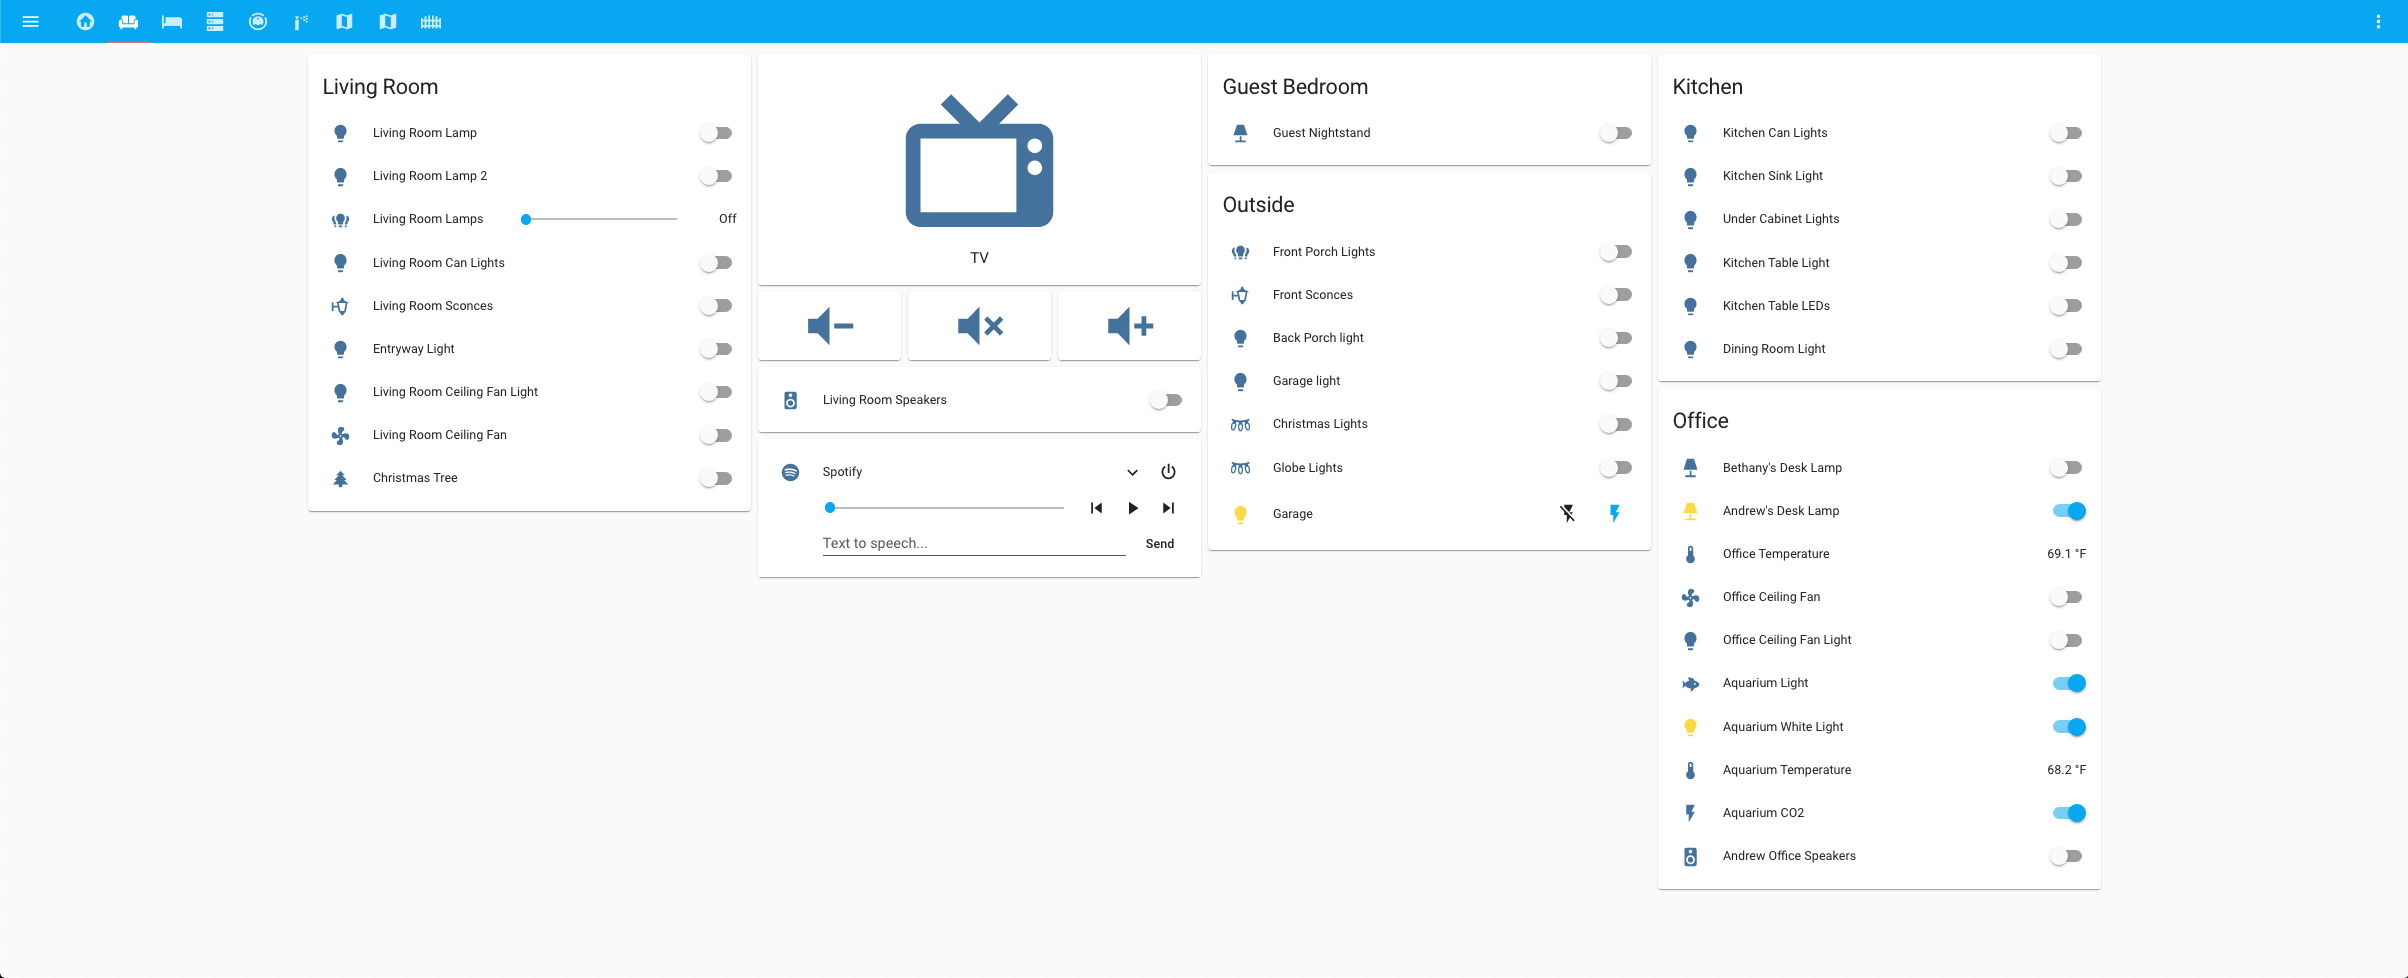 Living Room
Living Room Lamp
Living Room Lamp 2
Living Room Lamps Off
Living Room Can Lights
Living Room Sconces
Entryway Light
Living Room Ceiling Fan Light
Living Room Ceiling Fan
Christmas Tree
TV
Living Room Speakers
Spotify
Text to speech... Send
Guest Bedroom
Guest Nightstand
Outside
Front Porch Lights
Front Sconces
Back Porch light
Garage light
Christmas Lights
Globe Lights
Garage
Kitchen
Kitchen Can Lights
Kitchen Sink Light
Under Cabinet Lights
Kitchen Table Light
Kitchen Table LEDs
Dining Room Light
Office
Bethany's Desk Lamp
Andrew's Desk Lamp
Office Temperature 69.1 °F
Office Ceiling Fan
Office Ceiling Fan Light
Aquarium Light
Aquarium White Light
Aquarium Temperature 68.2 °F
Aquarium CO2
Andrew Office Speakers